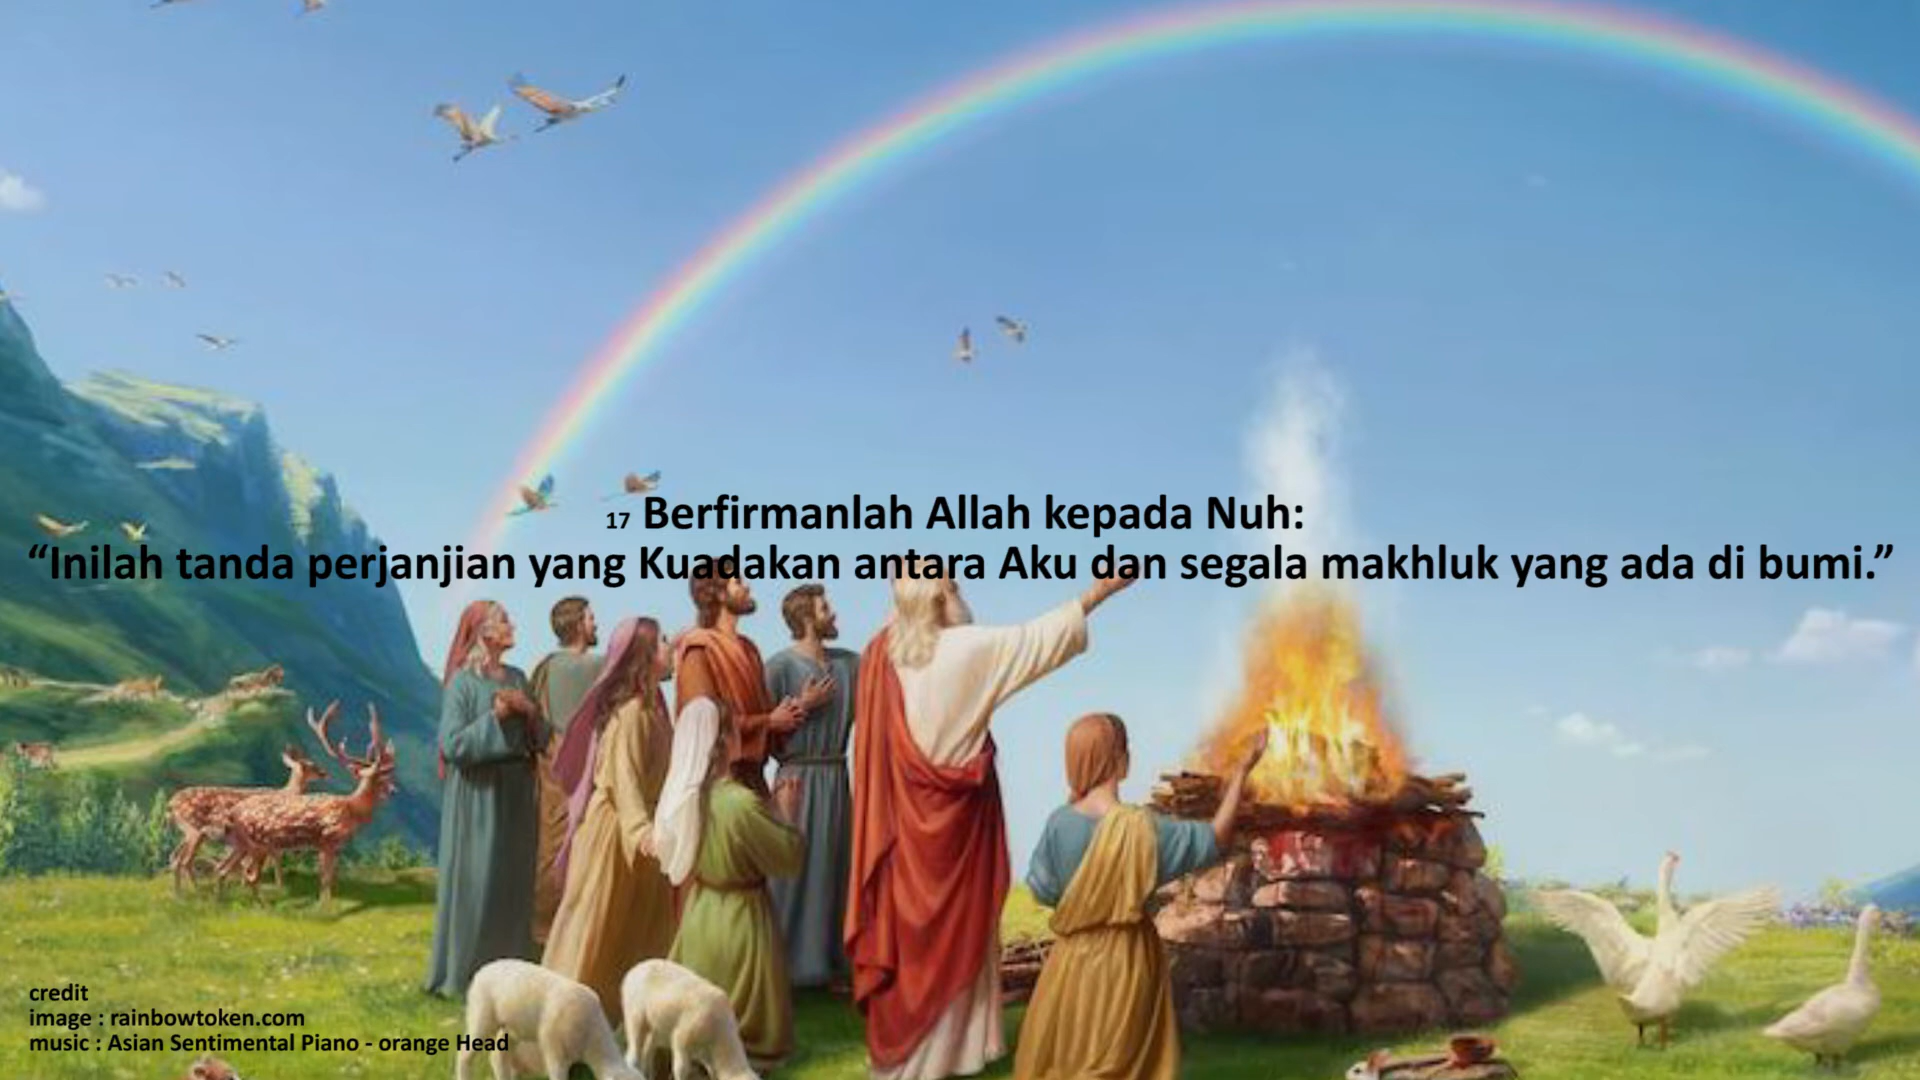 17 Berfirmanlah Allah kepada Nuh:
“Inilah tanda perjanjian yang Kuadakan antara Aku dan segala makhluk yang ada di bumi.”
credit
image : rainbowtoken.com
music : Asian Sentimental Piano - orange Head